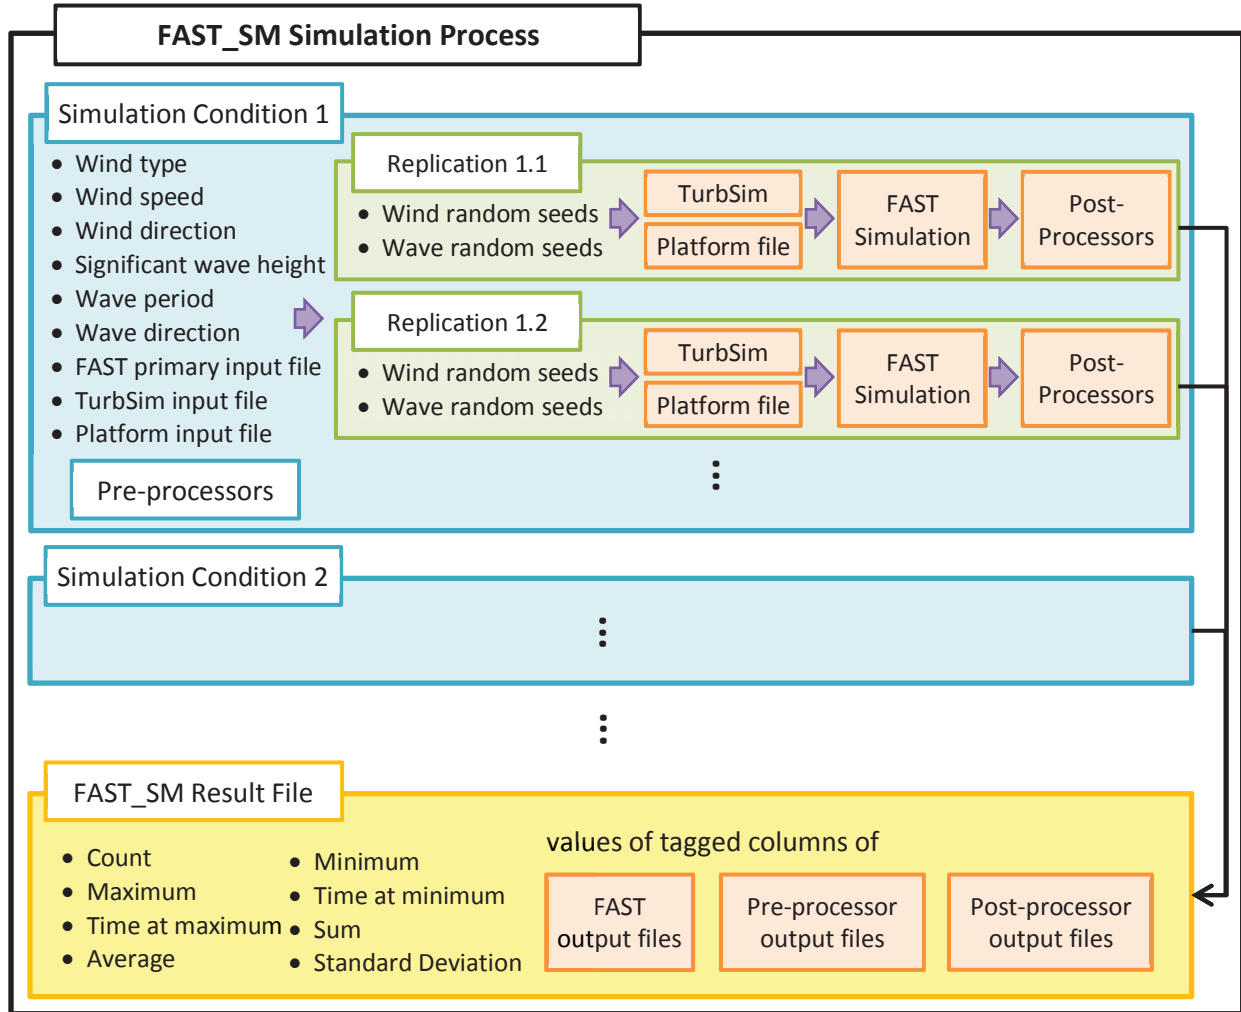 FAST_SM Simulation Process
Simulation Condition 1
• Wind type
• Wind speed
• Wind direction
• Significant wave height
• Wave period
• Wave direction
• FAST primary input file
• TurbSim input file
• Platform input file
Pre-processors
Replication 1.1
• Wind random seeds
• Wave random seeds
TurbSim
Platform file
FAST
Simulation
Post-
Processors
Replication 1.2
• Wind random seeds
• Wave random seeds
TurbSim
Platform file
FAST
Simulation
Post-
Processors
Simulation Condition 2
FAST_SM Result File
• Count
• Maximum
• Time at maximum
• Average
• Minimum
• Time at minimum
• Sum
• Standard Deviation
values of tagged columns of
FAST
output files
Pre-processor
output files
Post-processor
output files